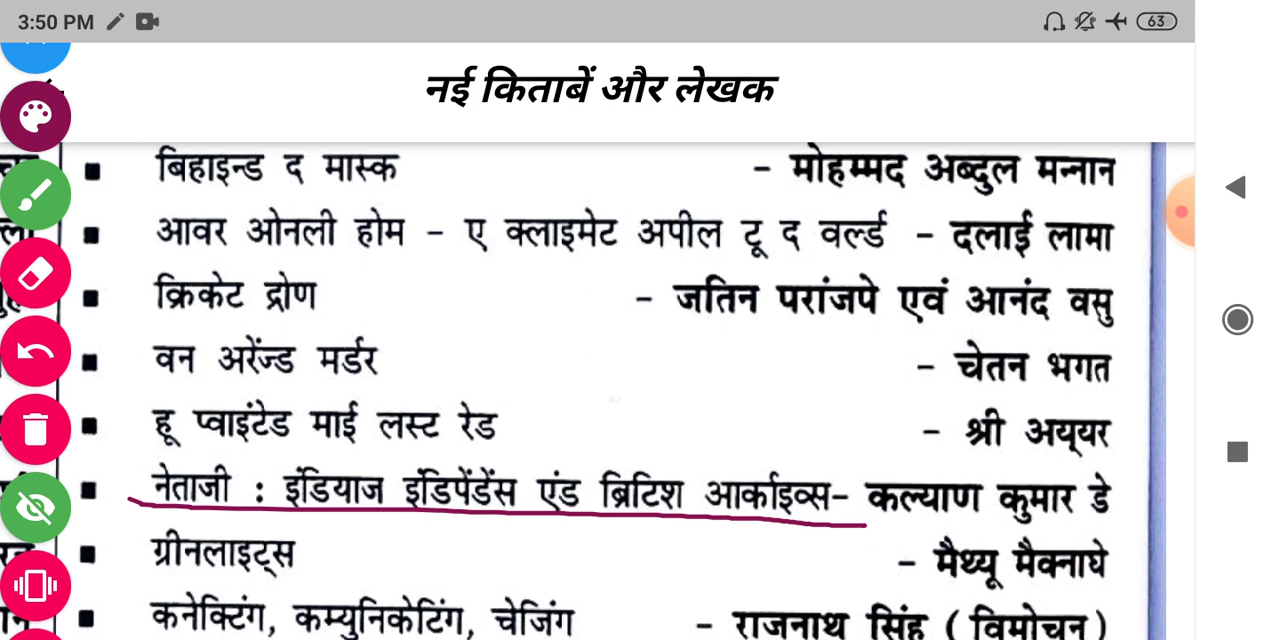 3:50 PM
63
नई किताबें और लेखक
बिहाइन्ड द मास्क - मोहम्मद अब्दुल मन्नान
आवर ओनली होम - ए क्लाइमेट अपील टू द वर्ल्ड - दलाई लामा
क्रिकेट द्रोण - जतिन परांजपे एवं आनंद वसु
वन अरेंज्ड मर्डर - चेतन भगत
हू प्वाइंटेड माई लस्ट रेड - श्री अय्यर
नेताजी : इंडियाज इंडिपेंडेंस एंड ब्रिटिश आर्काइव्स- कल्याण कुमार डे
ग्रीनलाइट्स - मैथ्यू मैक्नाघे
कनेक्टिंग, कम्युनिकेटिंग, चेजिंग - राजनाथ सिंह (विमोचन)